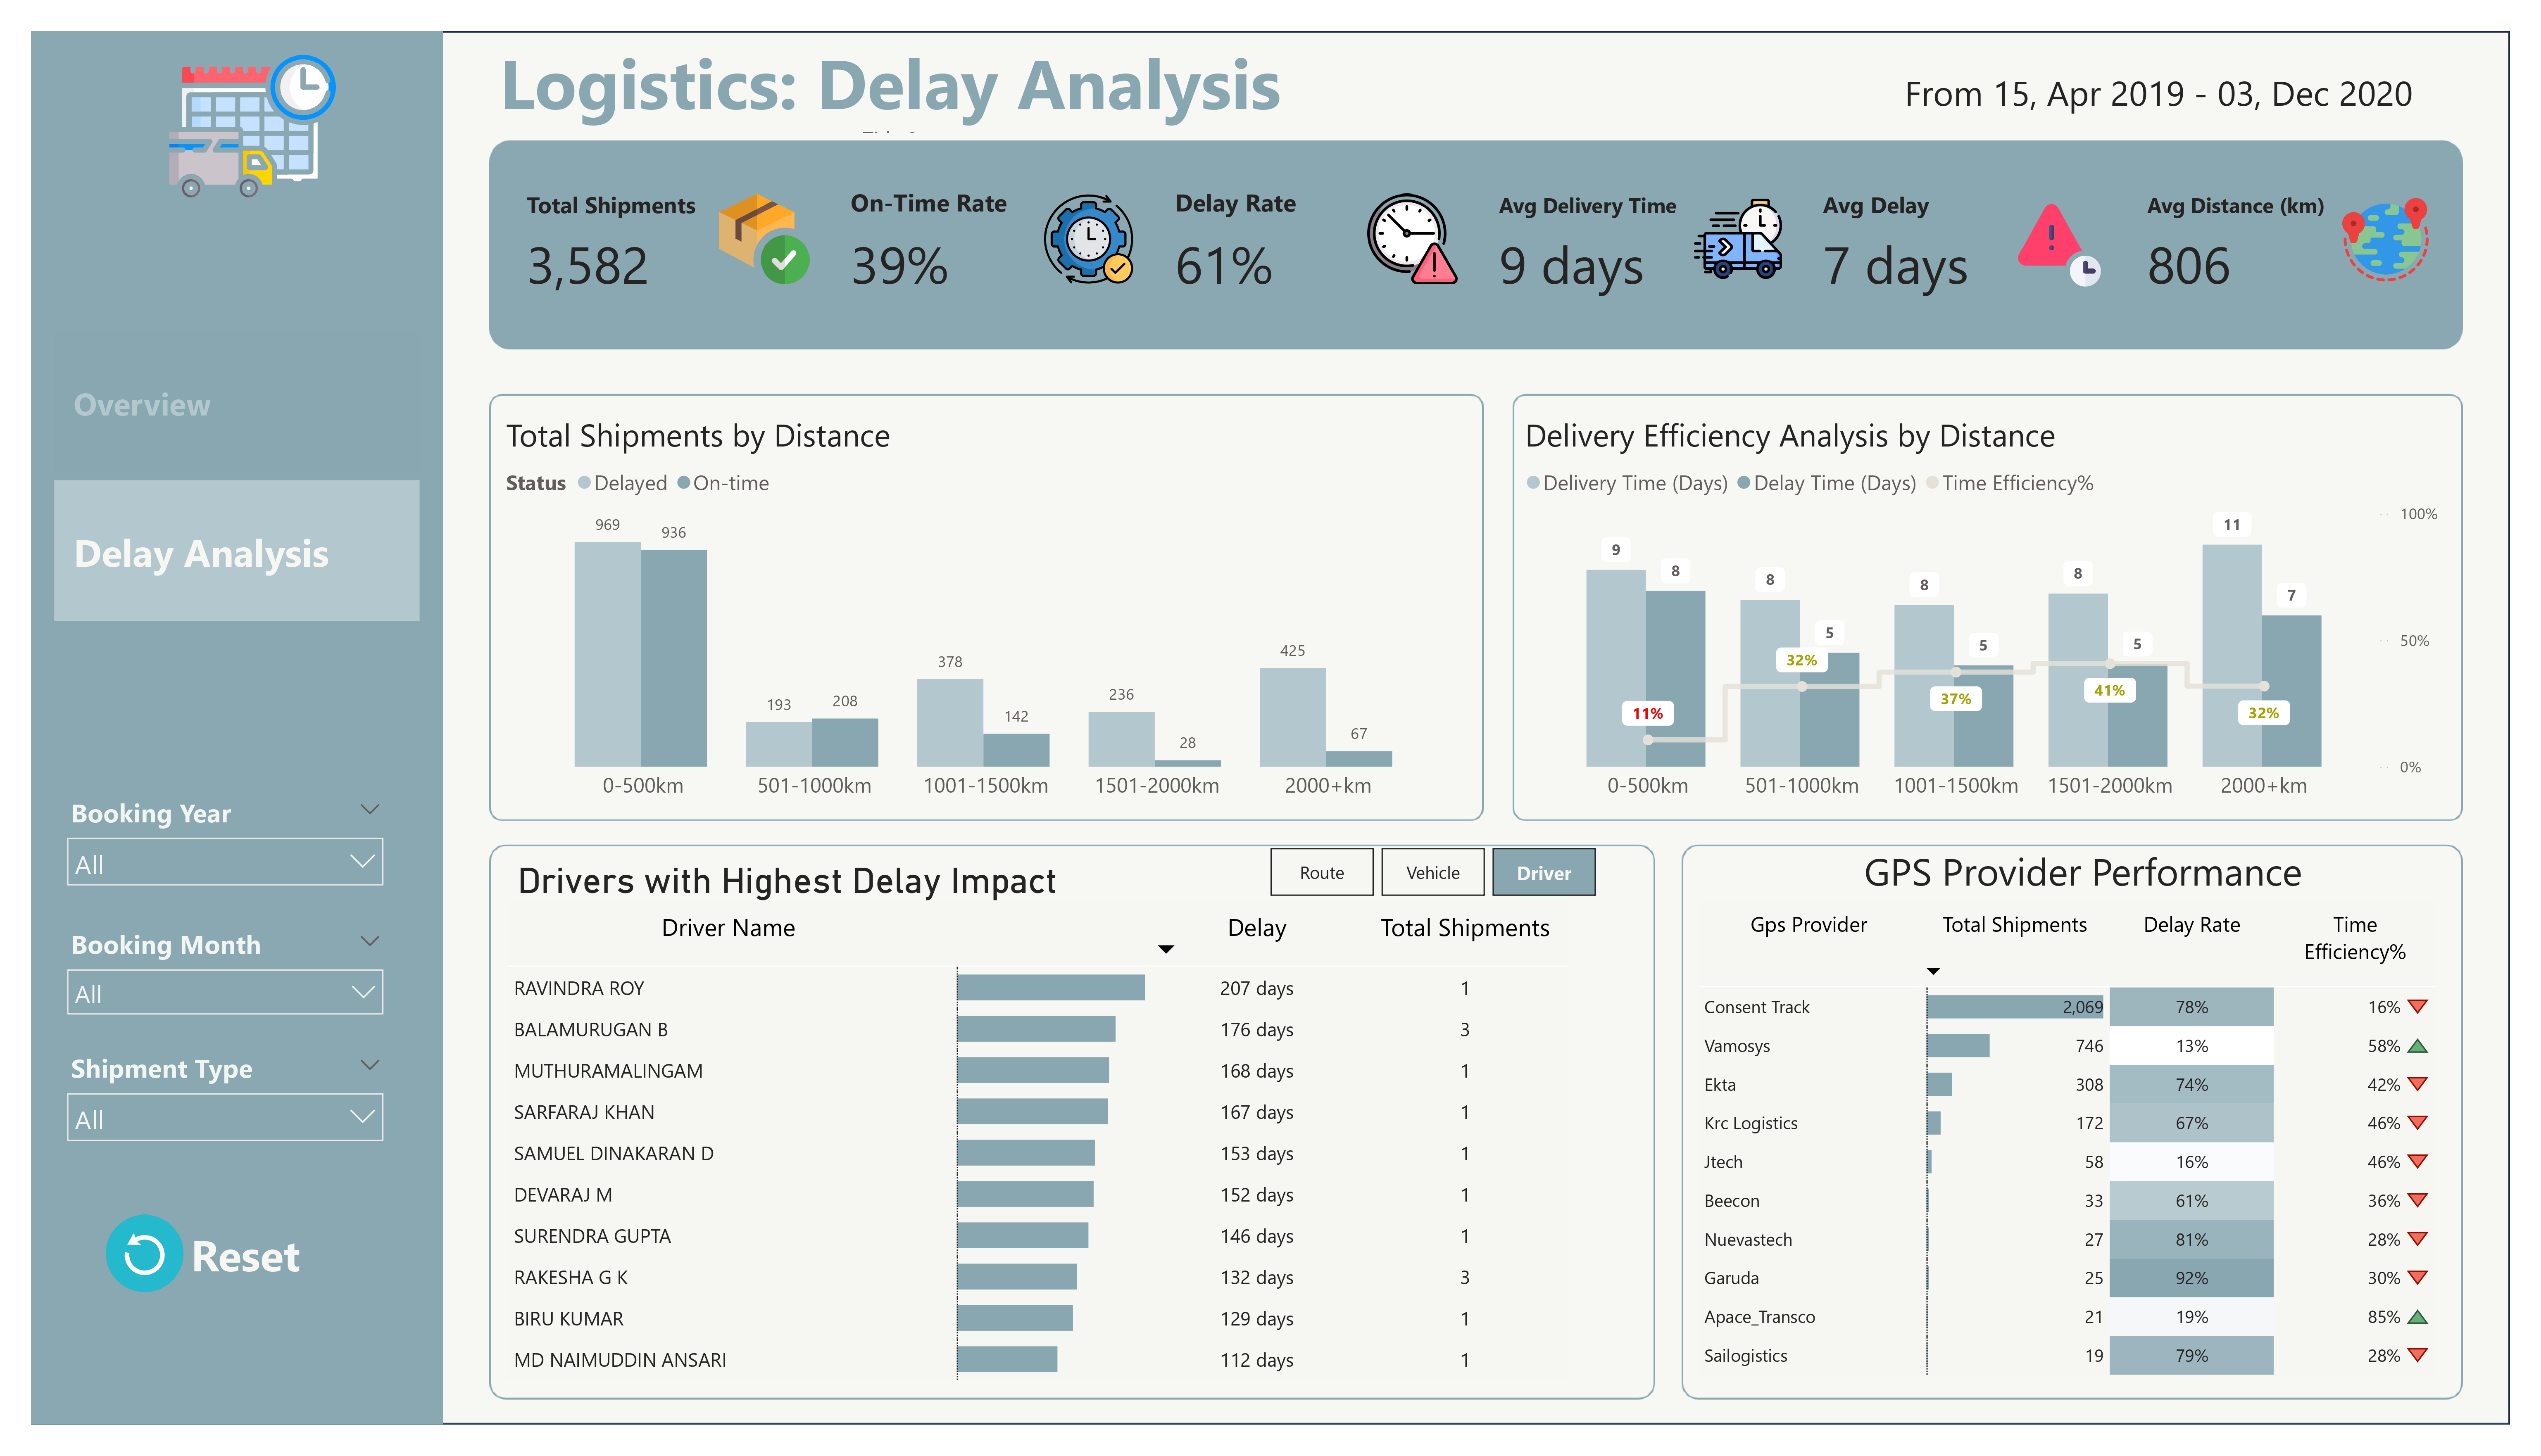 Logistics: Delay Analysis
From 15, Apr 2019 - 03, Dec 2020
Total Shipments
3,582
On-Time Rate
39%
Delay Rate
61%
Avg Delivery Time
9 days
Avg Delay
7 days
Avg Distance (km)
806
Overview
Delay Analysis
Booking Year
All
Booking Month
All
Shipment Type
All
Reset
Total Shipments by Distance
Status Delayed On-time
969 936
193 208
378 142
236 28
425 67
0-500km 501-1000km 1001-1500km 1501-2000km 2000+km
Delivery Efficiency Analysis by Distance
Delivery Time (Days) Delay Time (Days) Time Efficiency%
9 8 11%
8 5 32%
8 5 37%
8 5 41%
11 7 32%
100%
50%
0%
0-500km 501-1000km 1001-1500km 1501-2000km 2000+km
Drivers with Highest Delay Impact
Route Vehicle Driver
Driver Name Delay Total Shipments
RAVINDRA ROY 207 days 1
BALAMURUGAN B 176 days 3
MUTHURAMALINGAM 168 days 1
SARFARAJ KHAN 167 days 1
SAMUEL DINAKARAN D 153 days 1
DEVARAJ M 152 days 1
SURENDRA GUPTA 146 days 1
RAKESHA G K 132 days 3
BIRU KUMAR 129 days 1
MD NAIMUDDIN ANSARI 112 days 1
GPS Provider Performance
Gps Provider Total Shipments Delay Rate Time
Efficiency%
Consent Track 2,069 78% 16%
Vamosys 746 13% 58%
Ekta 308 74% 42%
Krc Logistics 172 67% 46%
Jtech 58 16% 46%
Beecon 33 61% 36%
Nuevastech 27 81% 28%
Garuda 25 92% 30%
Apace_Transco 21 19% 85%
Sailogistics 19 79% 28%